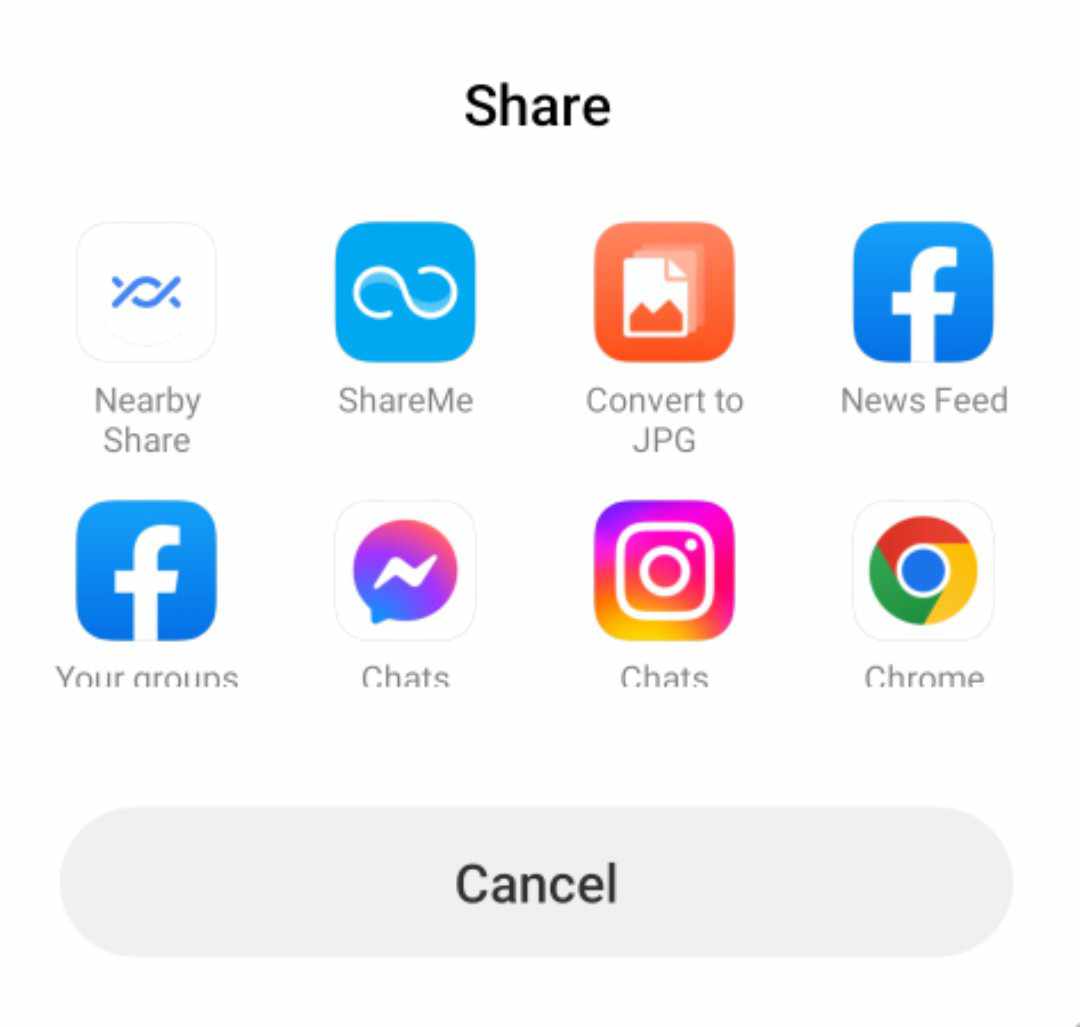 Share
Nearby
Share
ShareMe
Convert to
JPG
News Feed
Your groups
Chats
Chats
Chrome
Cancel